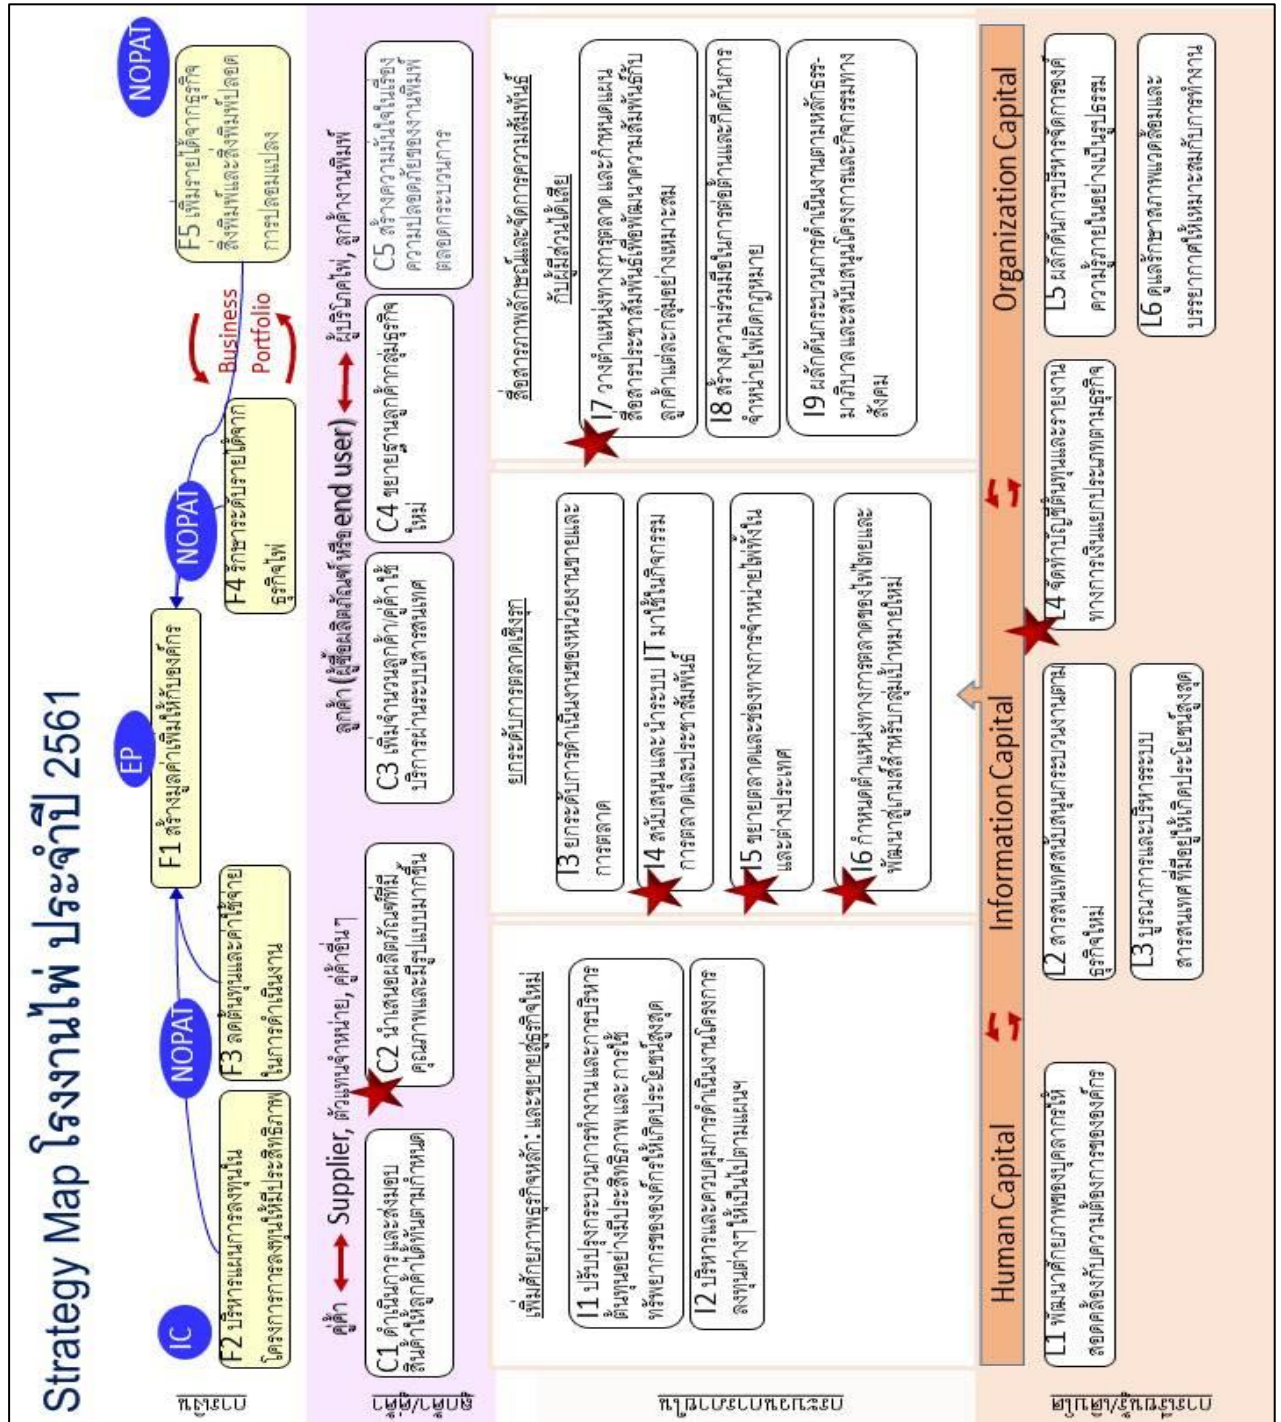 Strategy Map โรงงานไพ่ ประจำปี 2561
การเงิน
IC
NOPAT
EP
NOPAT
NOPAT
F1 สร้างมูลค่าเพิ่มให้กับองค์กร
F2 บริหารแผนการลงทุนใน
โครงการการลงทุนให้มีประสิทธิภาพ
F3 ลดต้นทุนและค่าใช้จ่าย
ในการดำเนินงาน
F4 รักษาระดับรายได้จาก
ธุรกิจไพ่
Business
Portfolio
F5 เพิ่มรายได้จากธุรกิจ
สิ่งพิมพ์และสิ่งพิมพ์ปลอด
การปลอมแปลง
ลูกค้า/คู่ค้า
คู่ค้า Supplier, ตัวแทนจำหน่าย, คู่ค้าอื่น ๆ
ลูกค้า (ผู้ซื้อผลิตภัณฑ์ หรือ end user) ผู้บริโภคไพ่, ลูกค้างานพิมพ์
C1 ดำเนินการ และส่งมอบ
สินค้าให้ลูกค้าได้ทันตามกำหนด
C2 นำเสนอผลิตภัณฑ์ที่มี
คุณภาพและมีรูปแบบมากขึ้น
C3 เพิ่มจำนวนลูกค้า/คู่ค้าใช้
บริการผ่านระบบสารสนเทศ
C4 ขยายฐานลูกค้ากลุ่มธุรกิจ
ใหม่
C5 สร้างความมั่นใจในเรื่อง
ความปลอดภัยของงานพิมพ์
ตลอดกระบวนการ
กระบวนการภายใน
เพิ่มศักยภาพธุรกิจหลัก: และขยายสู่ธุรกิจใหม่
I1 ปรับปรุงกระบวนการทำงาน และการบริหาร
ต้นทุนอย่างมีประสิทธิภาพ และการใช้
ทรัพยากรขององค์กรให้เกิดประโยชน์สูงสุด
I2 บริหารและควบคุมการดำเนินงานโครงการ
ลงทุนต่างๆ ให้เป็นไปตามแผนฯ
ยกระดับการตลาดเชิงรุก
I3 ยกระดับการดำเนินงานของหน่วยงานขายและ
การตลาด
I4 สนับสนุน และ นำระบบ IT มาใช้ในกิจกรรม
การตลาดและประชาสัมพันธ์
I5 ขยายตลาดและช่องทางการจำหน่ายไพ่ทั้งใน
และต่างประเทศ
I6 กำหนดตำแหน่งทางการตลาดของไพ่ไทยและ
พัฒนาสู่เกมส์สำหรับกลุ่มเป้าหมายใหม่
สื่อสารภาพลักษณ์และจัดการความสัมพันธ์
กับผู้มีส่วนได้เสีย
I7 วางตำแหน่งทางการตลาด และกำหนดแผน
สื่อสารประชาสัมพันธ์เพื่อพัฒนาความสัมพันธ์กับ
ลูกค้าแต่ละกลุ่มอย่างเหมาะสม
I8 สร้างความร่วมมือในการต่อต้านและกีดกันการ
จำหน่ายไพ่ผิดกฎหมาย
I9 ผลักดันกระบวนการดำเนินงานตามหลักธรร-
มาภิบาล และสนับสนุนโครงการและกิจกรรมทาง
สังคม
Human Capital
Information Capital
Organization Capital
การเรียนรู้/เติบโต
L1 พัฒนาศักยภาพของบุคลากรให้
สอดคล้องกับความต้องการขององค์กร
L2 สารสนเทศสนับสนุนกระบวนงานตาม
ธุรกิจใหม่
L3 บูรณาการและบริหารระบบ
สารสนเทศ ที่มีอยู่ให้เกิดประโยชน์สูงสุด
L4 จัดทำบัญชีต้นทุนและรายงาน
ทางการเงินแยกประเภทตามธุรกิจ
L5 ผลักดันการบริหารจัดการองค์
ความรู้ภายในอย่างเป็นรูปธรรม
L6 ดูแลรักษาสภาพแวดล้อมและ
บรรยากาศให้เหมาะสมกับการทำงาน